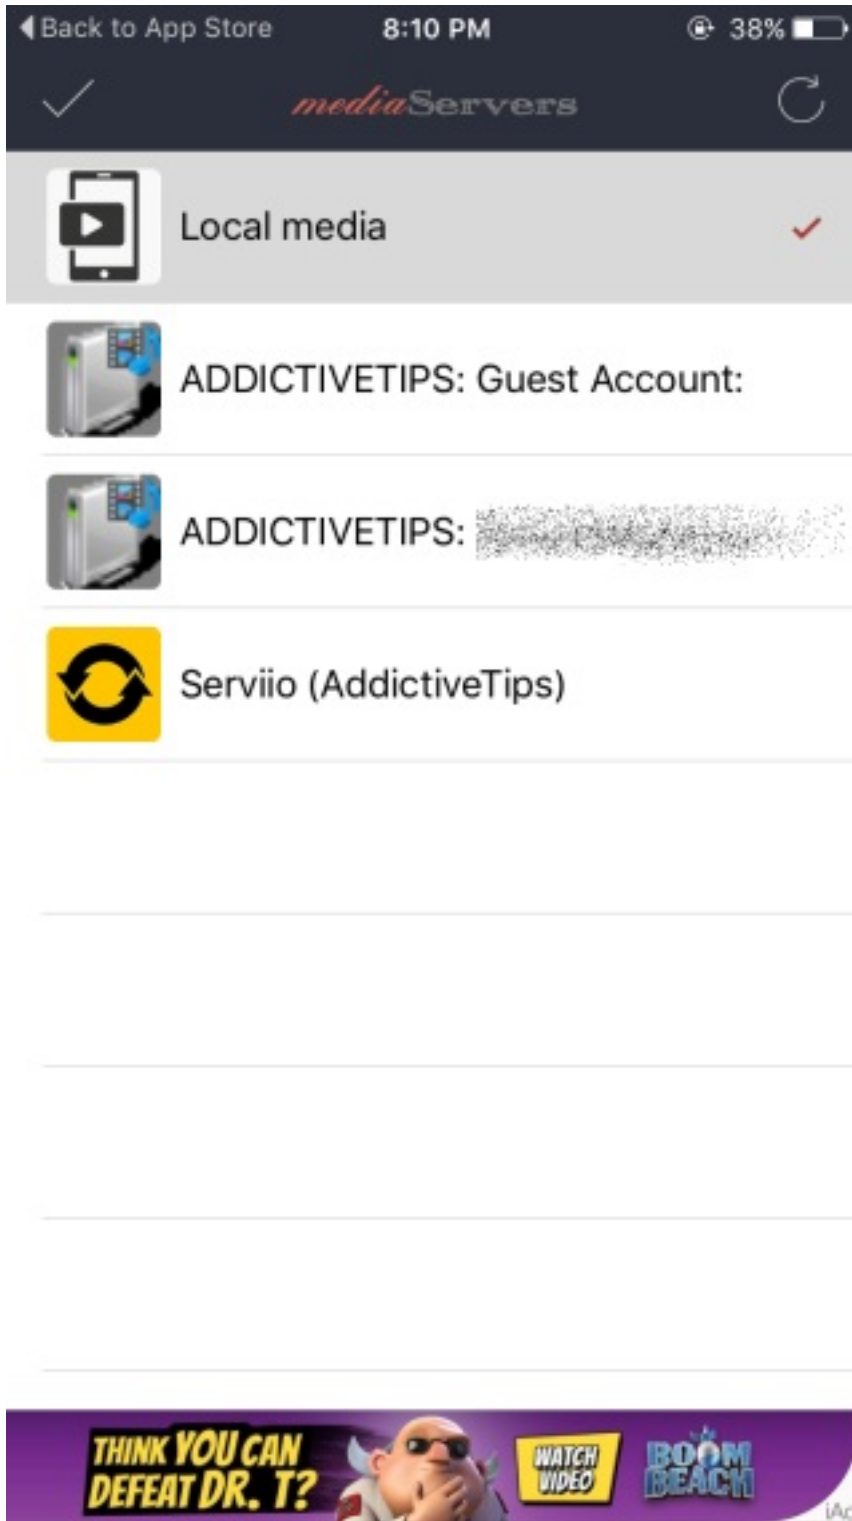 Back to App Store 8:10 PM 38%
mediaServers
Local media
ADDICTIVETIPS: Guest Account:
ADDICTIVETIPS:
Serviio (AddictiveTips)
THINK YOU CAN
DEFEAT DR. T?
WATCH
VIDEO
BOOM
BEACH